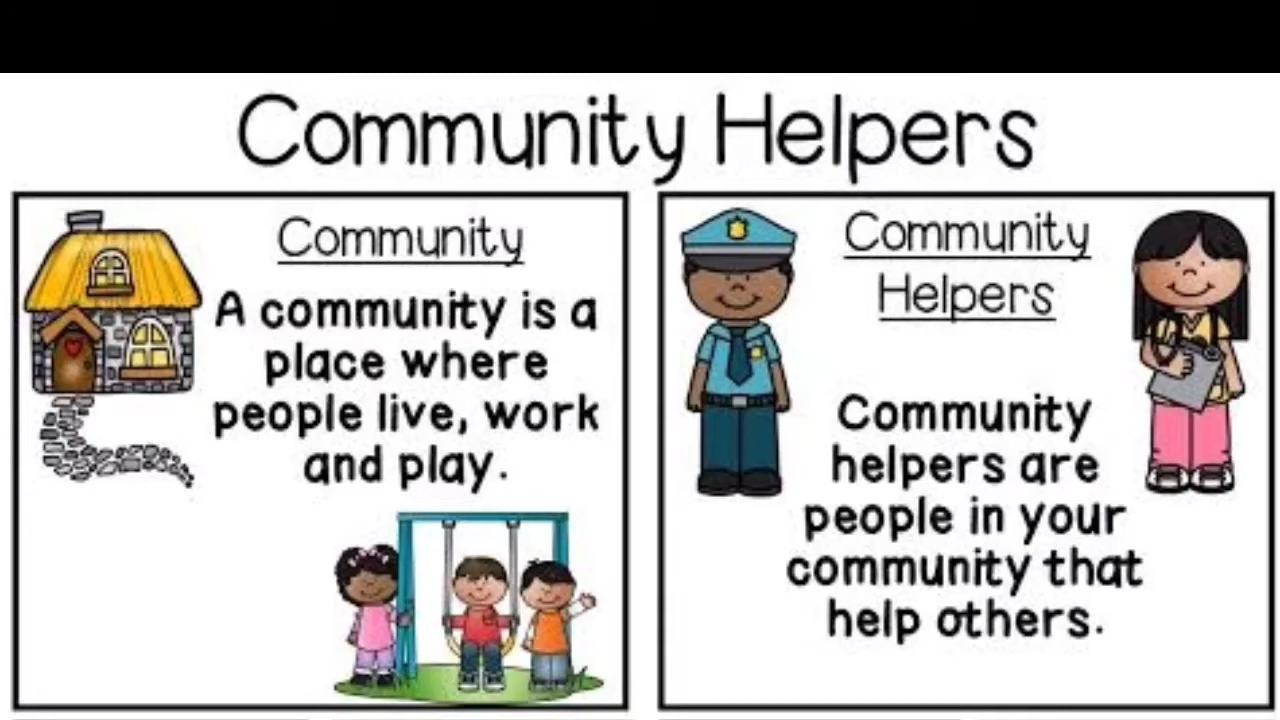 Community Helpers
Community
A community is a
place where
people live, work
and play.
Community
Helpers
Community
helpers are
people in your
community that
help others.